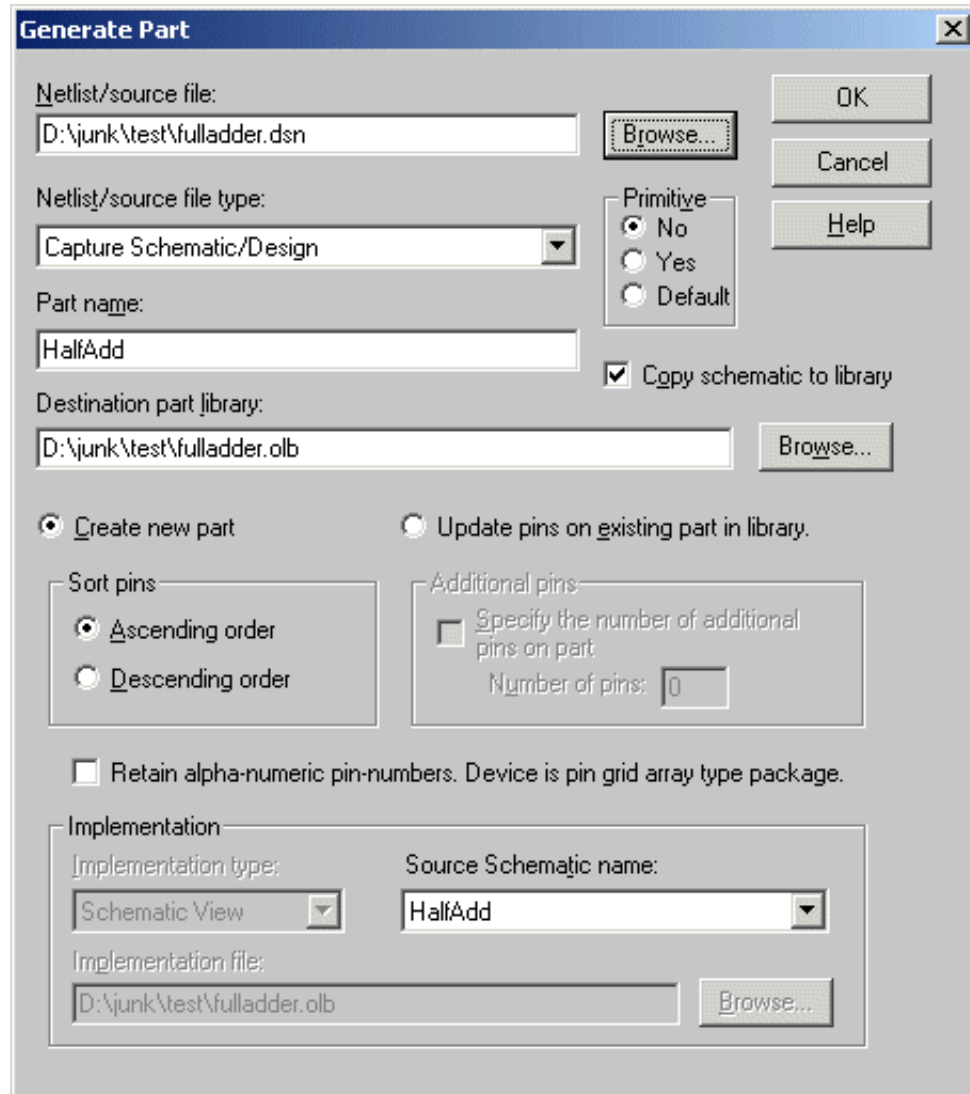 Generate Part
Netlist/source file:
OK
D:\junk\test\fulladder.dsn
Browse...
Cancel
Netlist/source file type:
Primitive
Help
No
Capture Schematic/Design
Yes
Default
Part name:
HalfAdd
Copy schematic to library
Destination part library:
D:\junk\test\fulladder.olb
Browse...
Create new part
Update pins on existing part in library.
Sort pins
Additional pins
Ascending order
Specify the number of additional
pins on part
Descending order
Number of pins: 0
Retain alpha-numeric pin-numbers. Device is pin grid array type package.
Implementation
Implementation type:
Source Schematic name:
Schematic View
HalfAdd
Implementation file:
D:\junk\test\fulladder.olb
Browse...